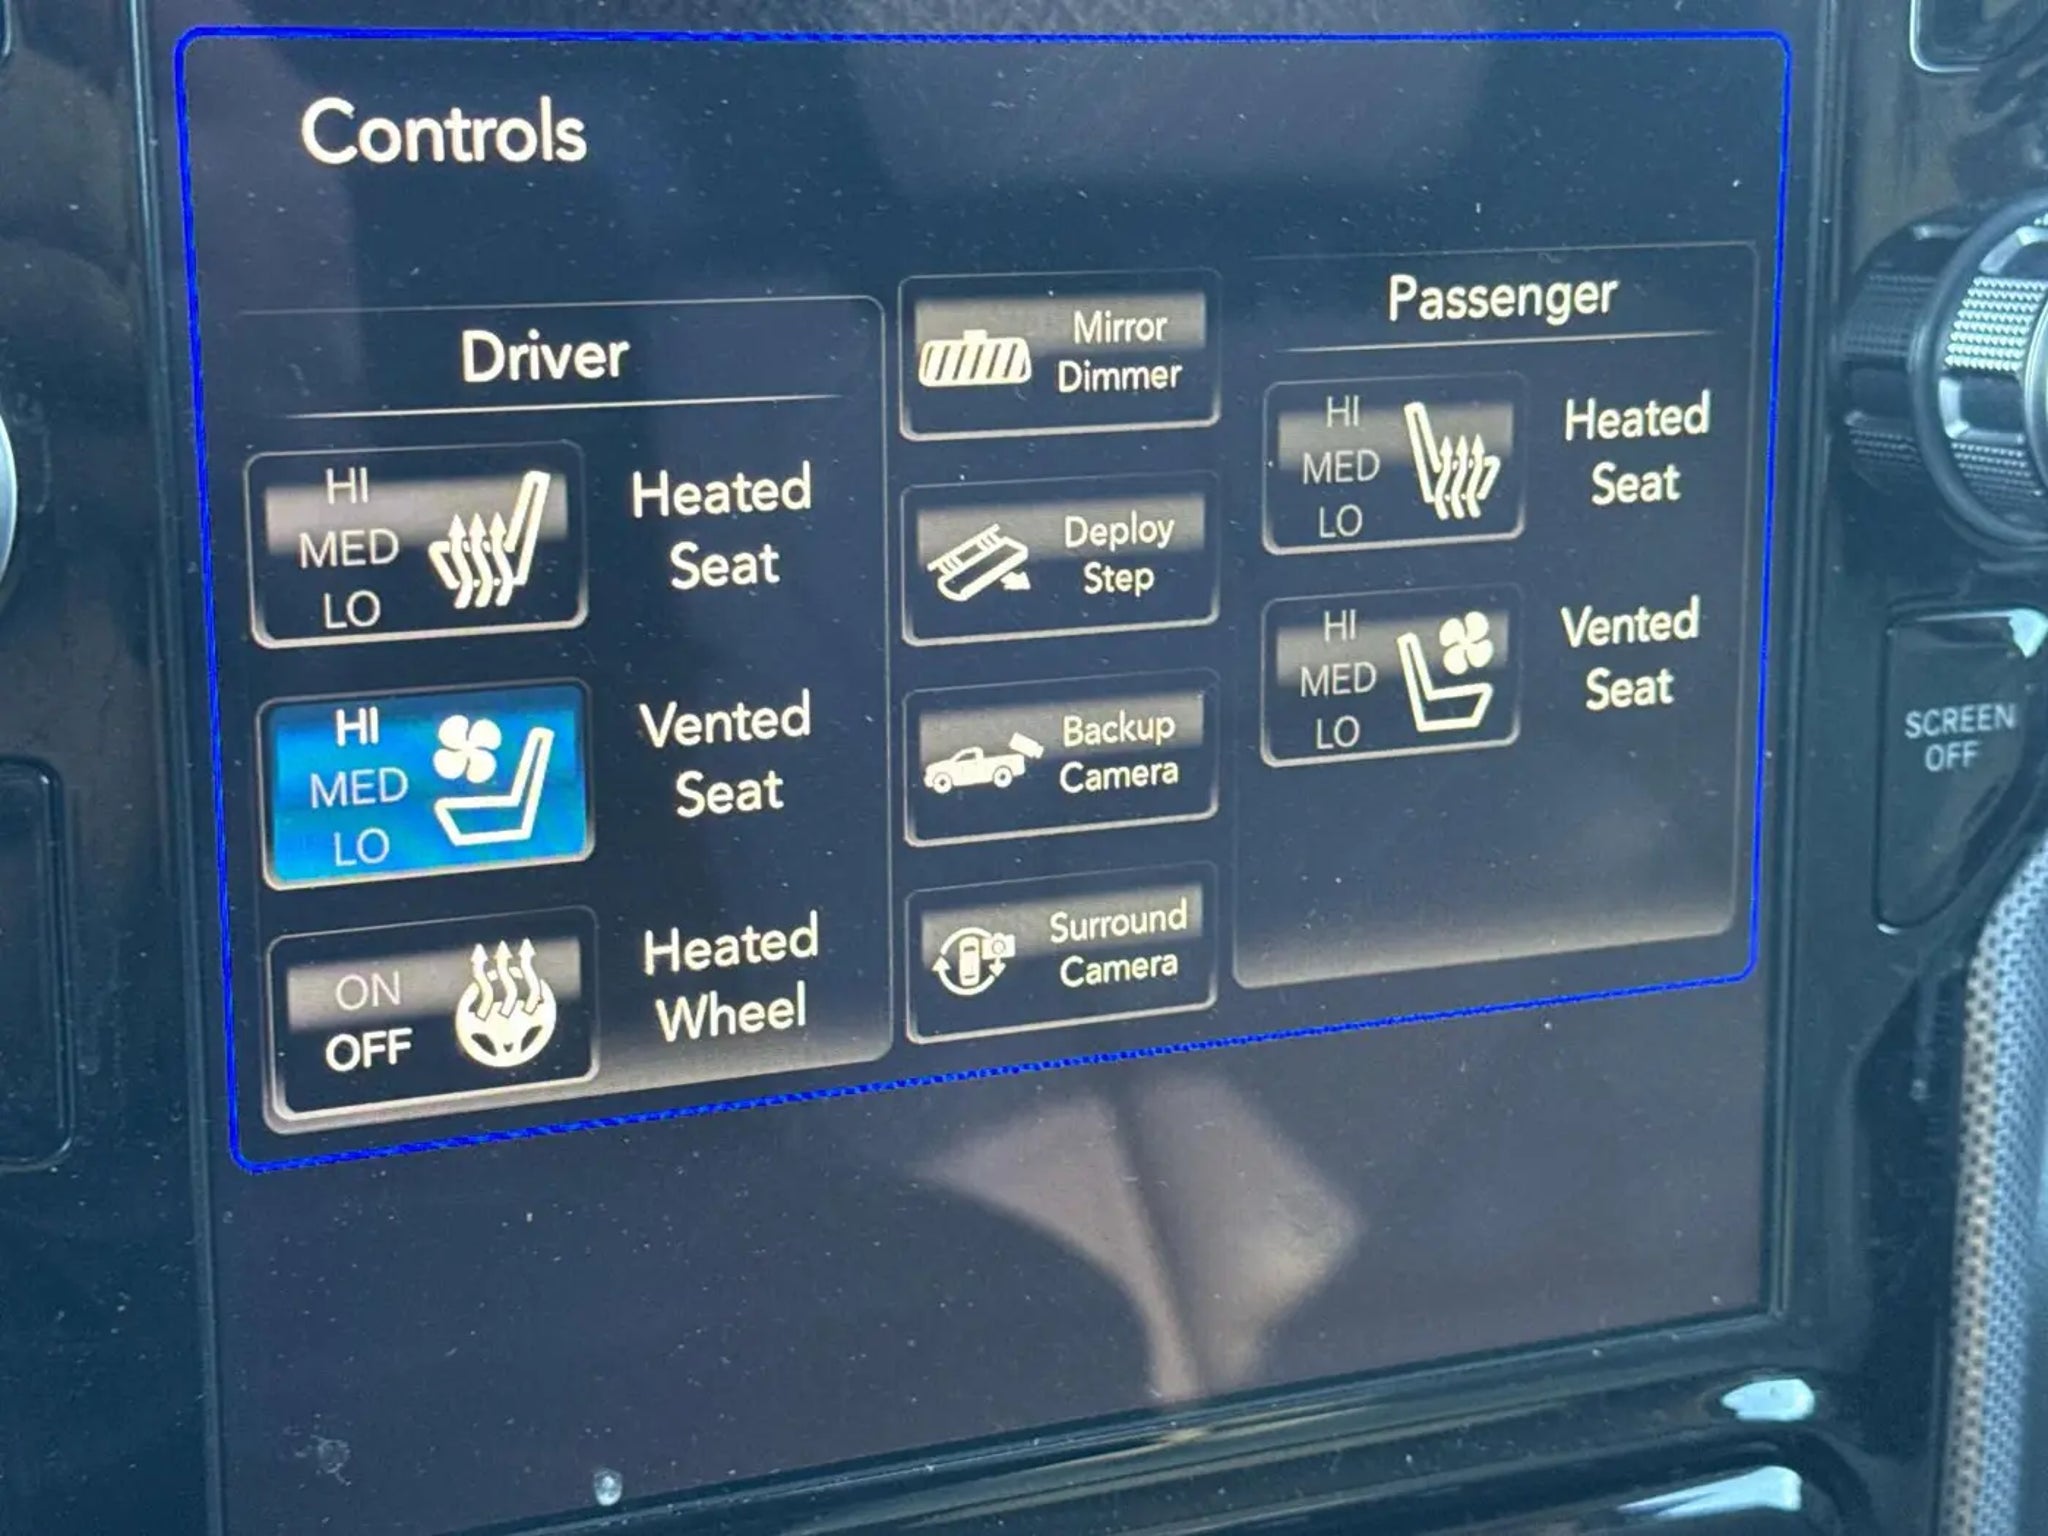 Controls
Driver
HI
MED
LO
Heated
Seat
HI
MED
LO
Vented
Seat
ON
OFF
Heated
Wheel
Mirror
Dimmer
Deploy
Step
Backup
Camera
Surround
Camera
Passenger
HI
MED
LO
Heated
Seat
HI
MED
LO
Vented
Seat
SCREEN
OFF